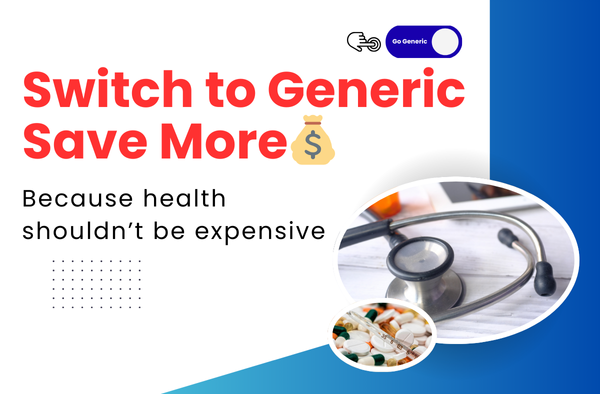 Go Generic
Switch to Generic
Save More
Because health
shouldn’t be expensive